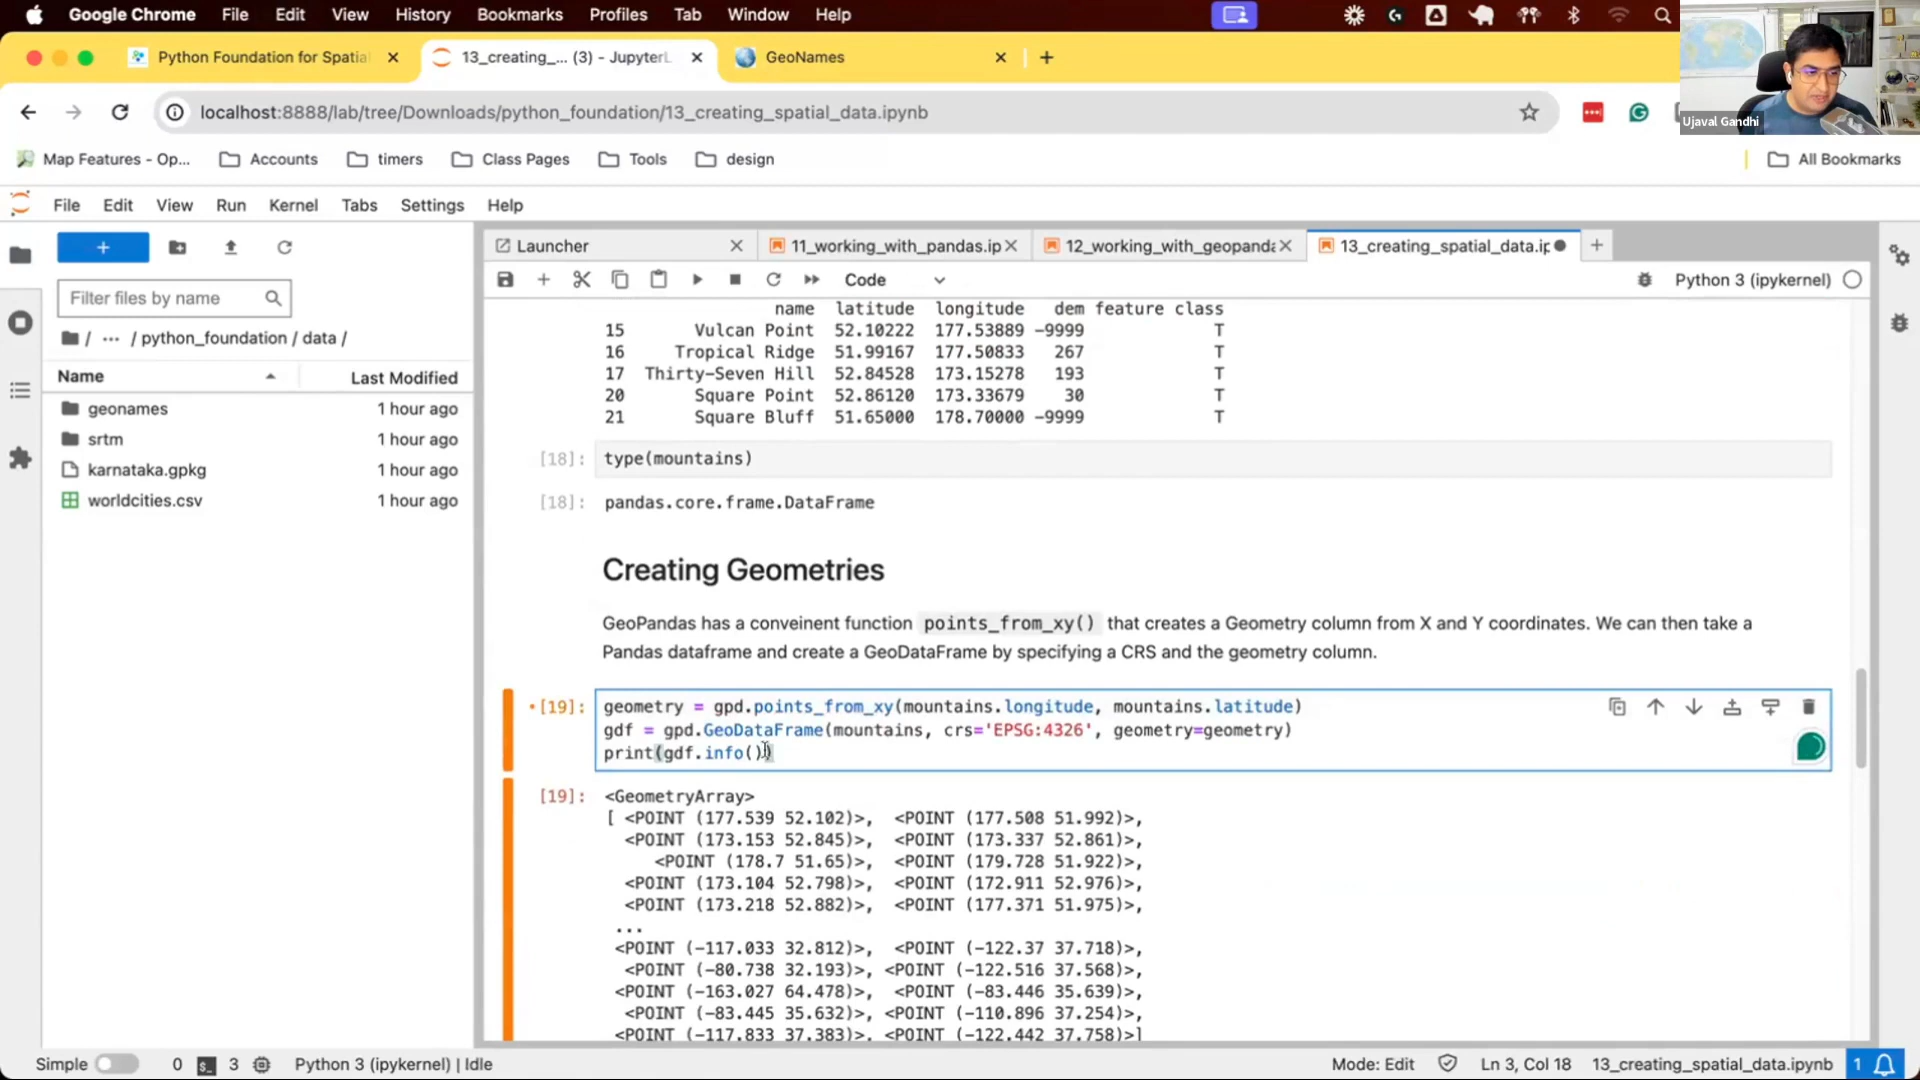 Google Chrome File Edit View History Bookmarks Profiles Tab Window Help
Python Foundation for Spatia
13_creating_... (3) - JupyterL
GeoNames
localhost:8888/lab/tree/Downloads/python_foundation/13_creating_spatial_data.ipynb
Ujaval Gandhi
Map Features - Op... Accounts timers Class Pages Tools design All Bookmarks
File Edit View Run Kernel Tabs Settings Help
Launcher 11_working_with_pandas.ip 12_working_with_geopanda 13_creating_spatial_data.ip
Code Python 3 (ipykernel)
Filter files by name
/ ... / python_foundation / data /
Name Last Modified
geonames 1 hour ago
srtm 1 hour ago
karnataka.gpkg 1 hour ago
worldcities.csv 1 hour ago
name latitude longitude dem feature class
15 Vulcan Point 52.10222 177.53889 -9999 T
16 Tropical Ridge 51.99167 177.50833 267 T
17 Thirty-Seven Hill 52.84528 173.15278 193 T
20 Square Point 52.86120 173.33679 30 T
21 Square Bluff 51.65000 178.70000 -9999 T
[18]: type(mountains)
[18]: pandas.core.frame.DataFrame
Creating Geometries
GeoPandas has a conveinent function points_from_xy() that creates a Geometry column from X and Y coordinates. We can then take a
Pandas dataframe and create a GeoDataFrame by specifying a CRS and the geometry column.
[19]: geometry = gpd.points_from_xy(mountains.longitude, mountains.latitude)
gdf = gpd.GeoDataFrame(mountains, crs='EPSG:4326', geometry=geometry)
print(gdf.info())
[19]: <GeometryArray>
[ <POINT (177.539 52.102)>, <POINT (177.508 51.992)>,
<POINT (173.153 52.845)>, <POINT (173.337 52.861)>,
<POINT (178.7 51.65)>, <POINT (179.728 51.922)>,
<POINT (173.104 52.798)>, <POINT (172.911 52.976)>,
<POINT (173.218 52.882)>, <POINT (177.371 51.975)>,
...
<POINT (-117.033 32.812)>, <POINT (-122.37 37.718)>,
<POINT (-80.738 32.193)>, <POINT (-122.516 37.568)>,
<POINT (-163.027 64.478)>, <POINT (-83.446 35.639)>,
<POINT (-83.445 35.632)>, <POINT (-110.896 37.254)>,
<POINT (-117.833 37.383)>, <POINT (-122.442 37.758)>]
Simple 0 3 Python 3 (ipykernel) | Idle Mode: Edit Ln 3, Col 18 13_creating_spatial_data.ipynb 1